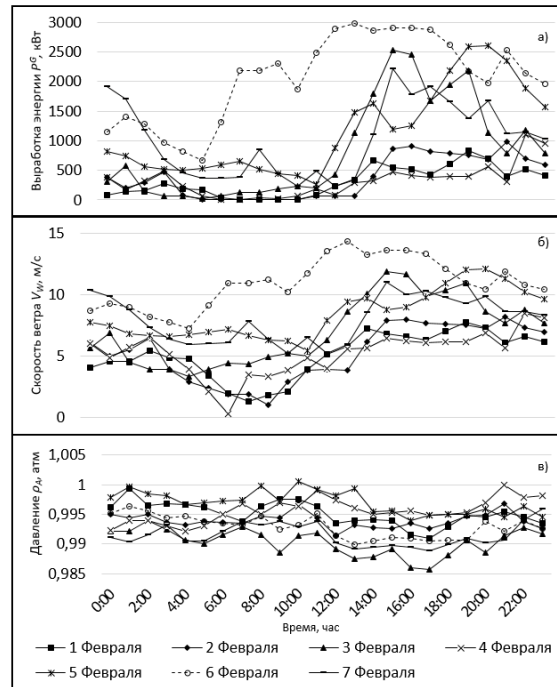 Выработка энергии P^G, кВт
а)
3000
2500
2000
1500
1000
500
0
Скорость ветра V_W, м/с
б)
15
10
5
0
Давление ρ_A, атм
в)
1,005
1
0,995
0,99
0,985
0:00
2:00
4:00
6:00
8:00
10:00
12:00
14:00
16:00
18:00
20:00
22:00
Время, час
1 Февраля
2 Февраля
3 Февраля
4 Февраля
5 Февраля
6 Февраля
7 Февраля